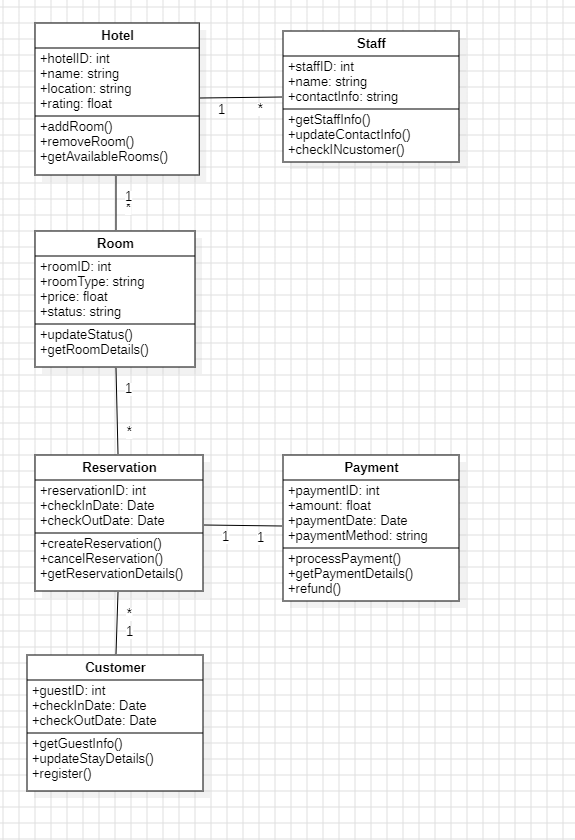 Hotel
+hotelID: int
+name: string
+location: string
+rating: float
+addRoom()
+removeRoom()
+getAvailableRooms()
Staff
+staffID: int
+name: string
+contactInfo: string
+getStaffInfo()
+updateContactInfo()
+checkINcustomer()
1 *
1
*
Room
+roomID: int
+roomType: string
+price: float
+status: string
+updateStatus()
+getRoomDetails()
1
*
Reservation
+reservationID: int
+checkInDate: Date
+checkOutDate: Date
+createReservation()
+cancelReservation()
+getReservationDetails()
1 1
Payment
+paymentID: int
+amount: float
+paymentDate: Date
+paymentMethod: string
+processPayment()
+getPaymentDetails()
+refund()
*
1
Customer
+guestID: int
+checkInDate: Date
+checkOutDate: Date
+getGuestInfo()
+updateStayDetails()
+register()